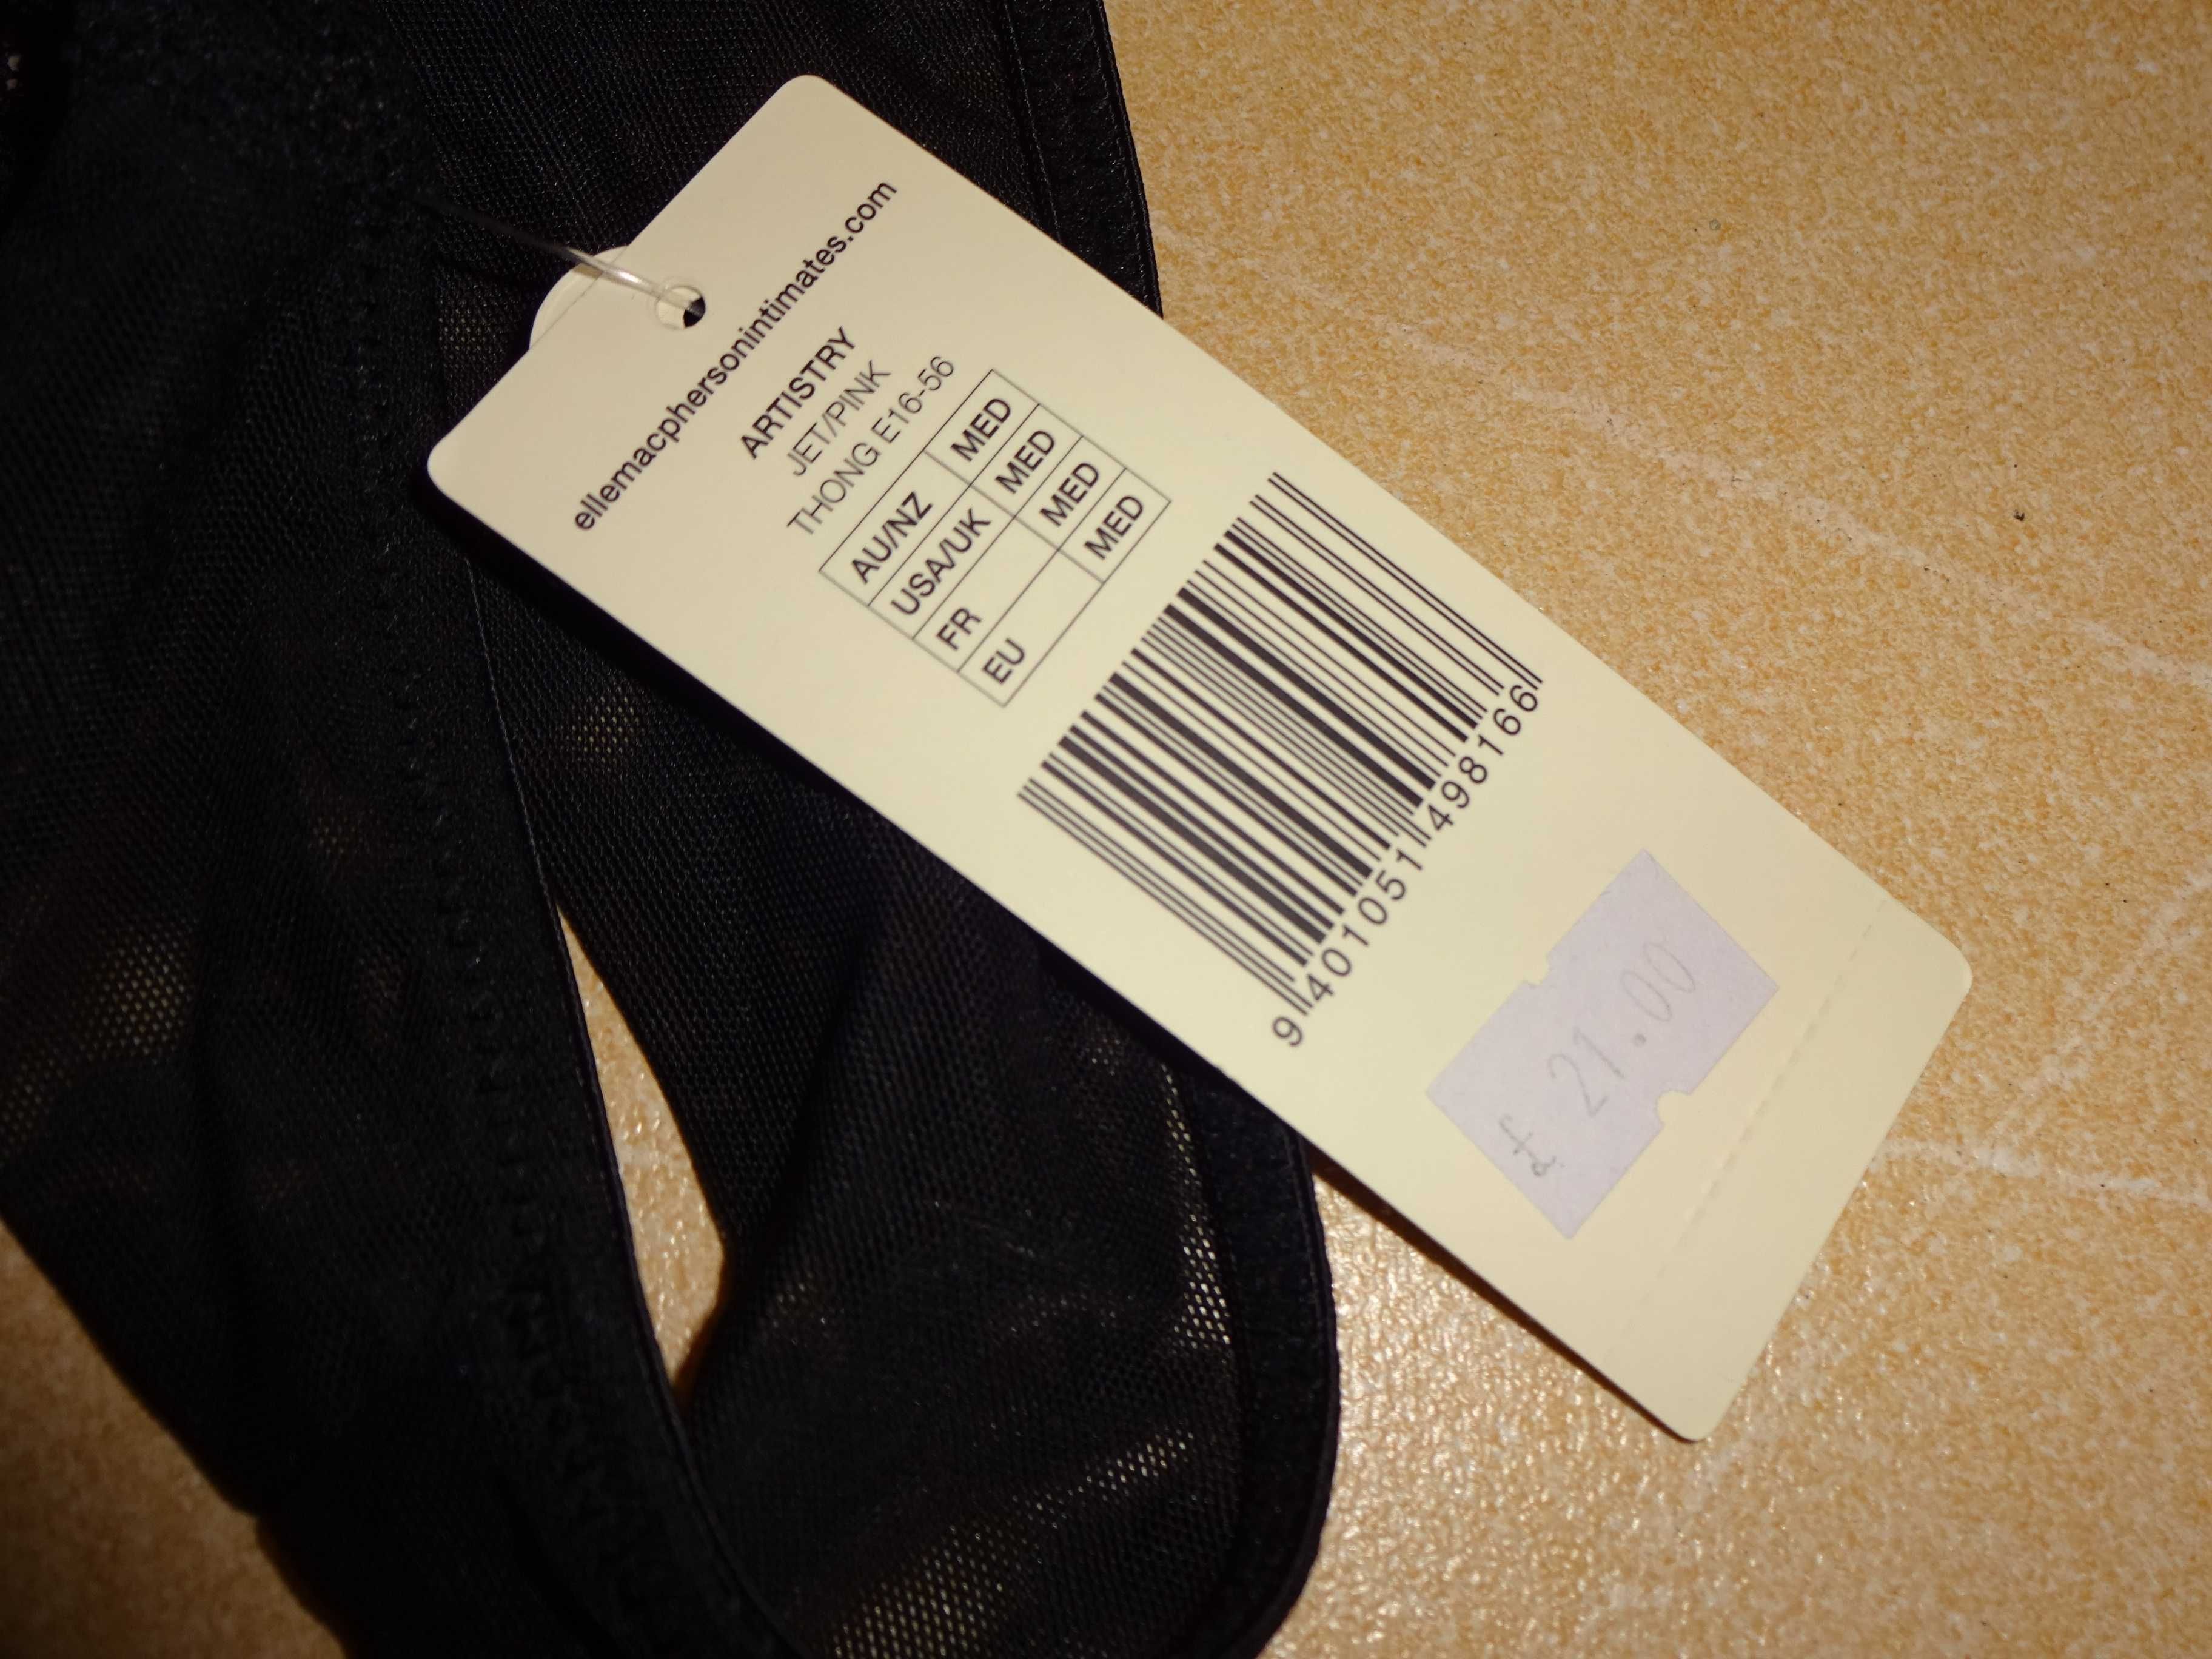 ellemacphersonintimates.com
ARTISTRY
JET/PINK
THONG E16-56
AU/NZ MED
USA/UK MED
FR MED
EU MED
9 401051 498166
£ 21.00